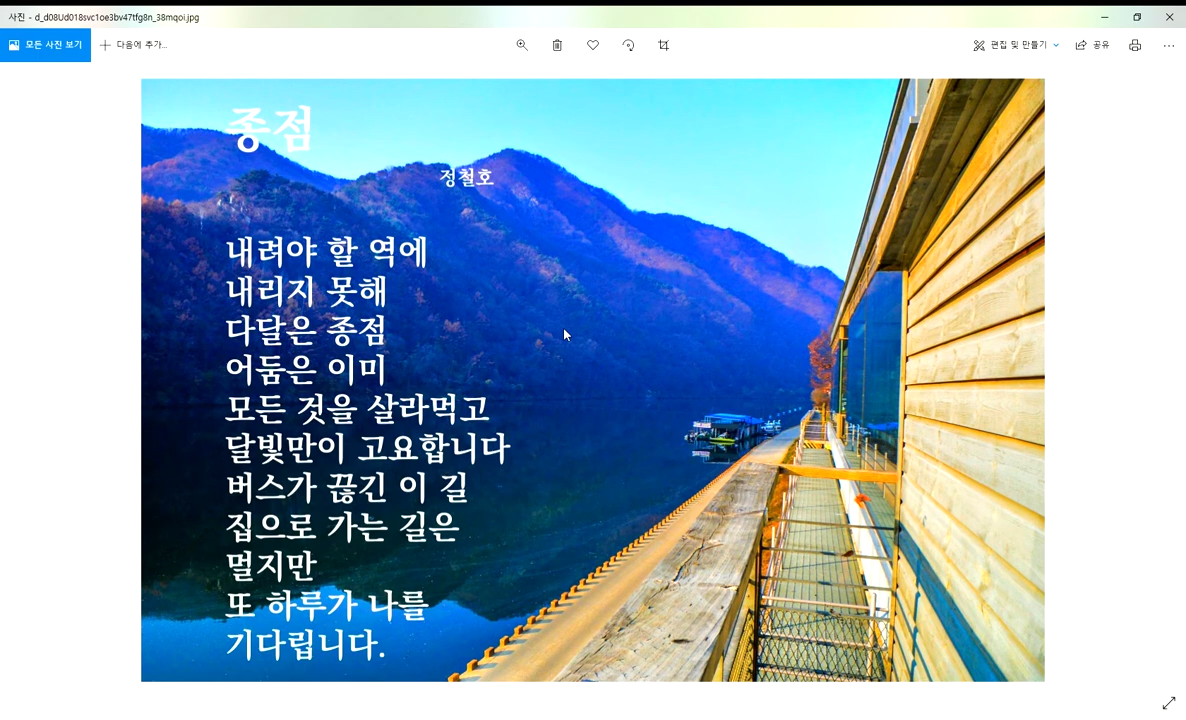 사진 - d_d08Ud018svc1oe3bv47tfg8n_38mqoi.jpg
모든 사진 보기
다음에 추가...
편집 및 만들기
공유
종점
정철호
내려야 할 역에
내리지 못해
다달은 종점
어둠은 이미
모든 것을 살라먹고
달빛만이 고요합니다
버스가 끊긴 이 길
집으로 가는 길은
멀지만
또 하루가 나를
기다립니다.